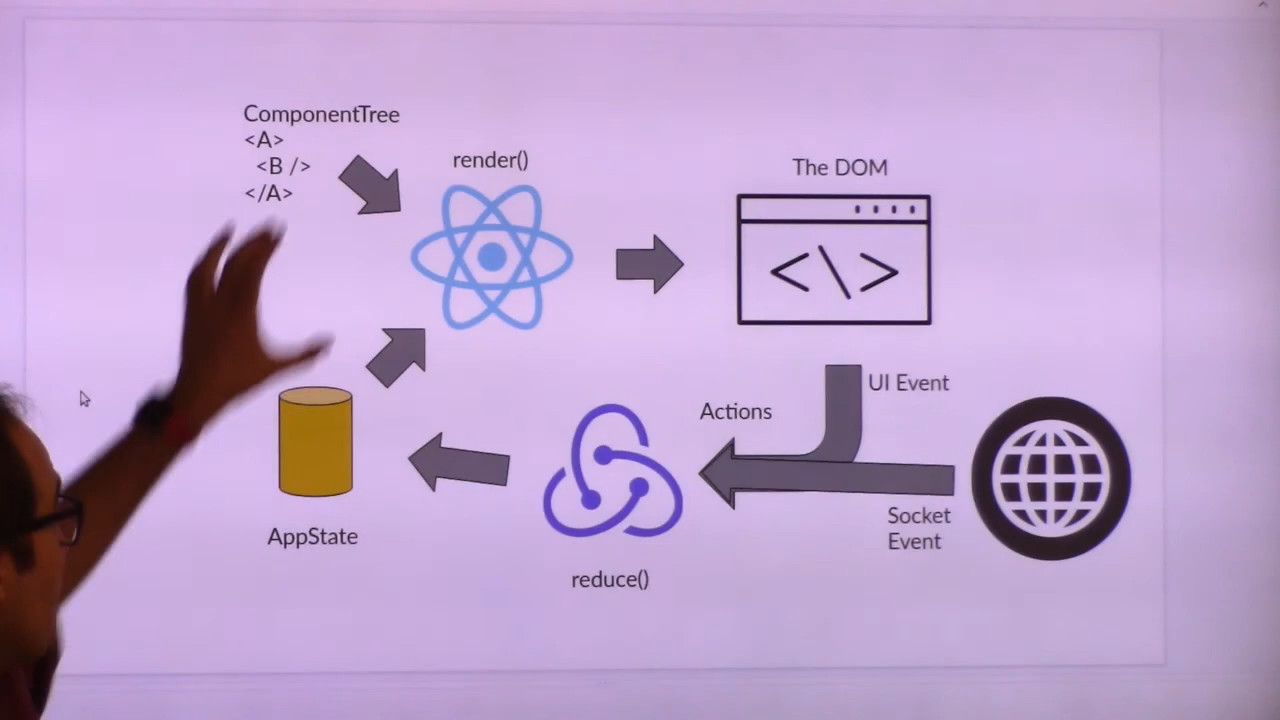 ComponentTree
<A>
<B />
</A>
render()
The DOM
<\>
UI Event
Actions
Socket
Event
AppState
reduce()